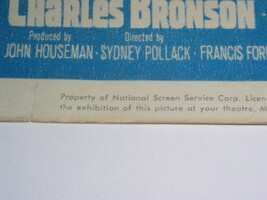 CHARLES BRONSON
Produced by Directed by
JOHN HOUSEMAN · SYDNEY POLLACK · FRANCIS FOR
Property of National Screen Service Corp. Licen
the exhibition of this picture at your theatre, M